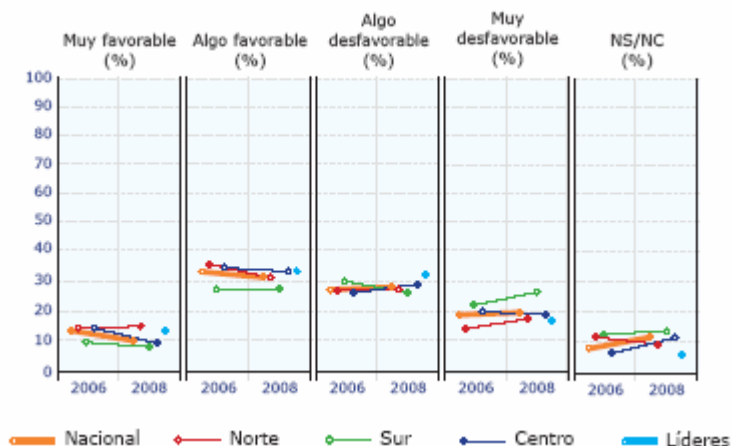 Muy favorable
(%)
Algo favorable
(%)
Algo
desfavorable
(%)
Muy
desfavorable
(%)
NS/NC
(%)
100
90
80
70
60
50
40
30
20
10
0
2006 2008 2006 2008 2006 2008 2006 2008 2006 2008
Nacional Norte Sur Centro Líderes